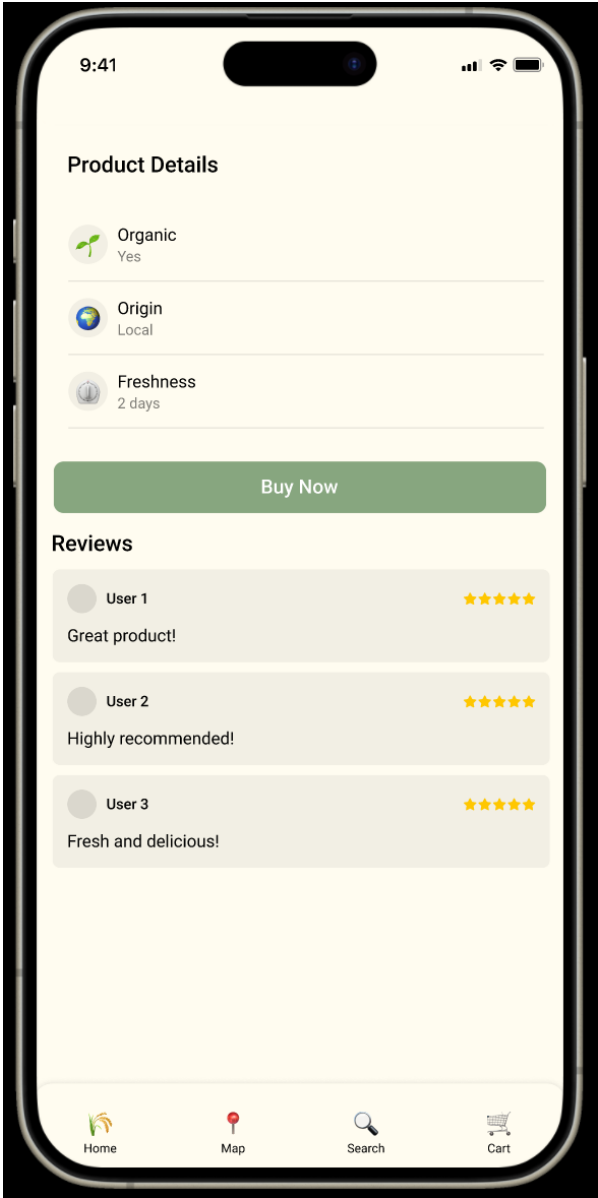 9:41
Product Details
Organic
Yes
Origin
Local
Freshness
2 days
Buy Now
Reviews
User 1
Great product!
User 2
Highly recommended!
User 3
Fresh and delicious!
Home
Map
Search
Cart